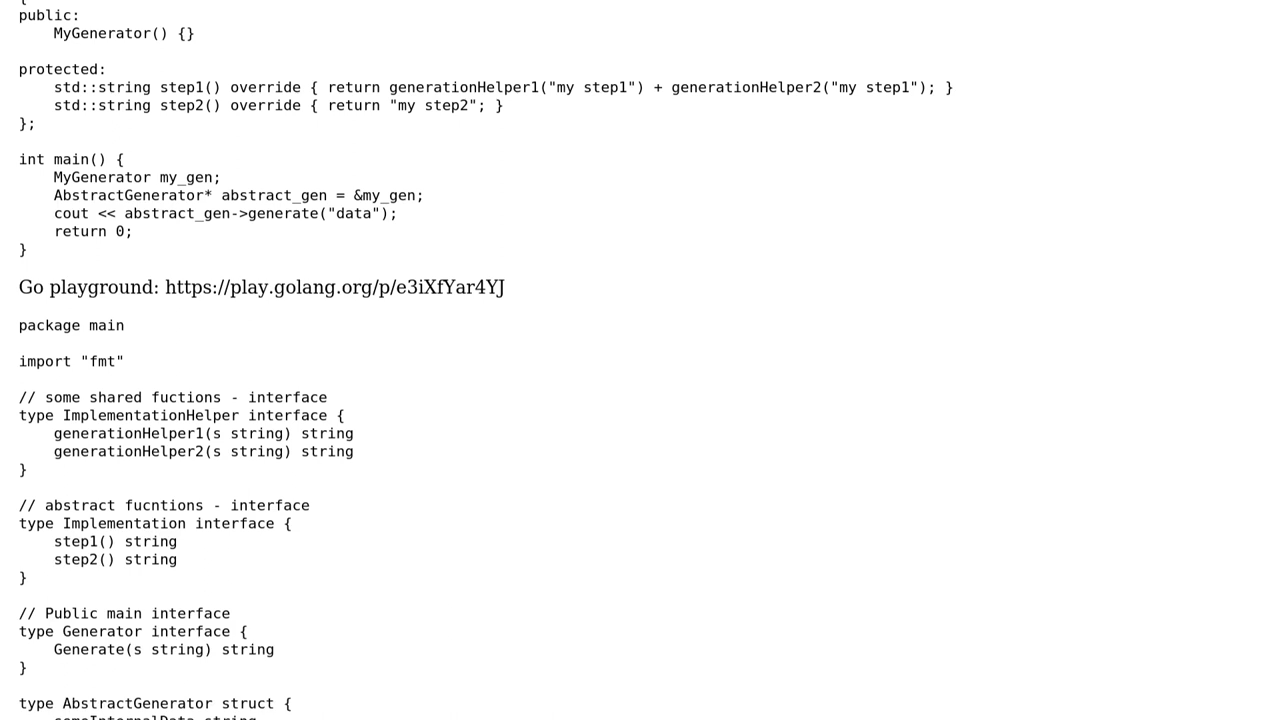 {
public:
    MyGenerator() {}

protected:
    std::string step1() override { return generationHelper1("my step1") + generationHelper2("my step1"); }
    std::string step2() override { return "my step2"; }
};

int main() {
    MyGenerator my_gen;
    AbstractGenerator* abstract_gen = &my_gen;
    cout << abstract_gen->generate("data");
    return 0;
}
Go playground: https://play.golang.org/p/e3iXfYar4YJ
package main

import "fmt"

// some shared fuctions - interface
type ImplementationHelper interface {
    generationHelper1(s string) string
    generationHelper2(s string) string
}

// abstract fucntions - interface
type Implementation interface {
    step1() string
    step2() string
}

// Public main interface
type Generator interface {
    Generate(s string) string
}

type AbstractGenerator struct {
    someInternalData string